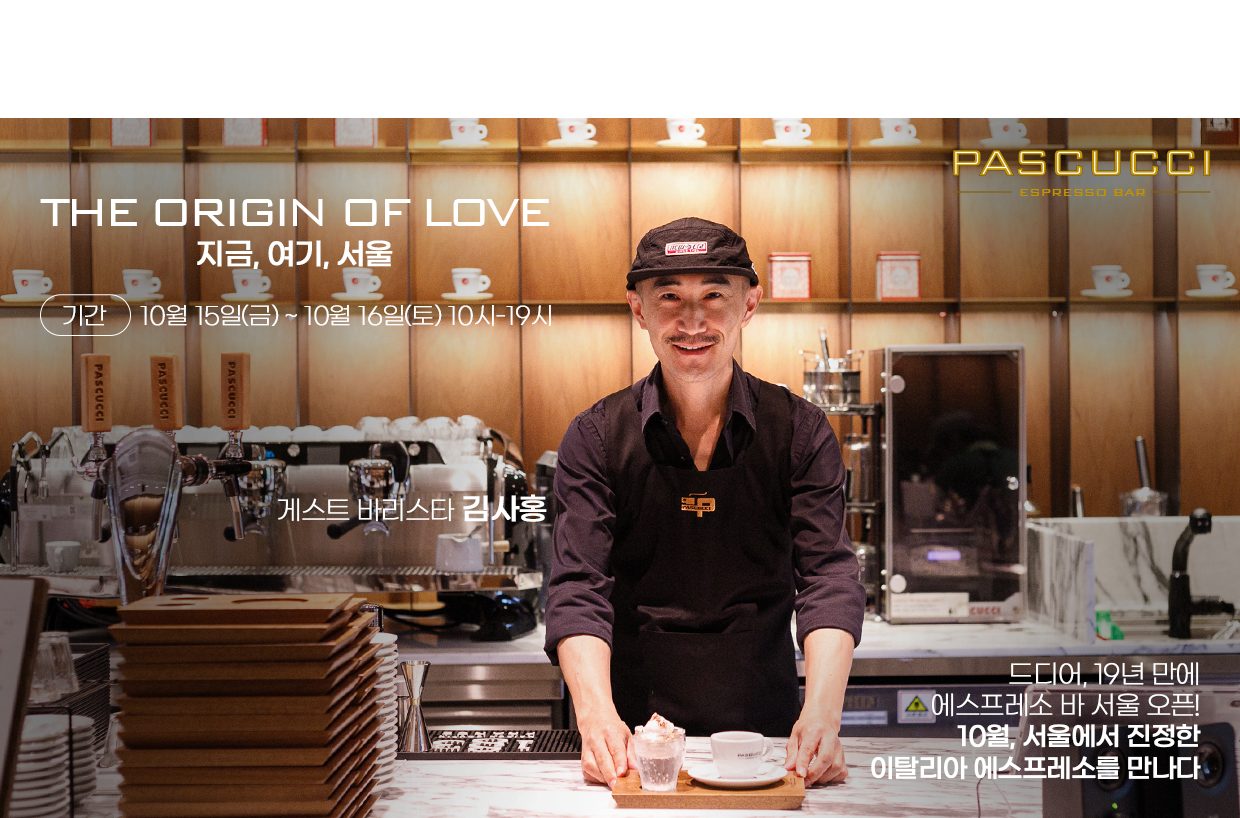 PASCUCCI
ESPRESSO BAR
THE ORIGIN OF LOVE
지금, 여기, 서울
기간 10월 15일(금) ~ 10월 16일(토) 10시-19시
PASCUCCI
PASCUCCI
PASCUCCI
게스트 바리스타 김사홍
PASCUCCI
CUCCI
드디어, 19년 만에
에스프레소 바 서울 오픈!
10월, 서울에서 진정한
이탈리아 에스프레소를 만나다